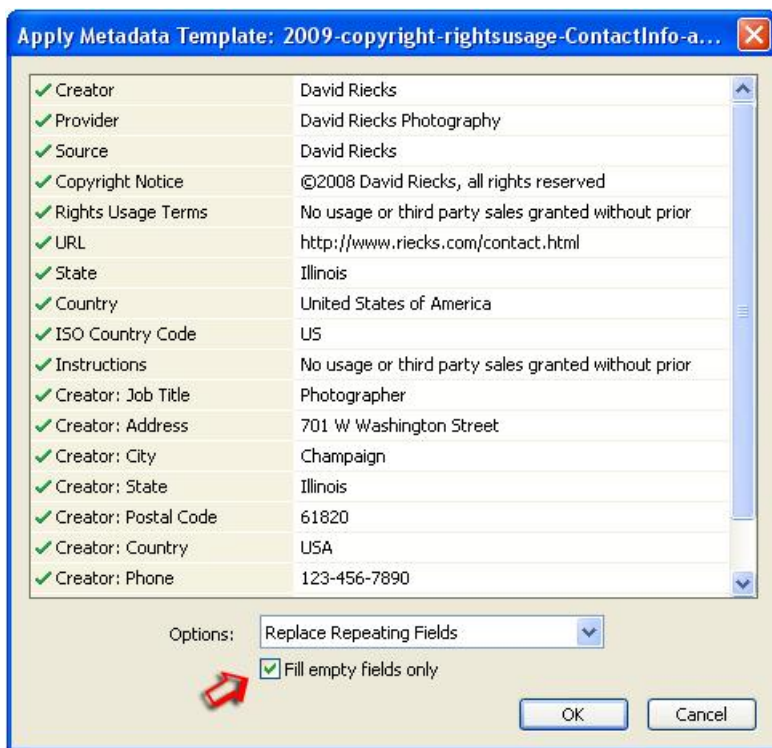 Apply Metadata Template: 2009-copyright-rightsusage-ContactInfo-a...
Creator David Riecks
Provider David Riecks Photography
Source David Riecks
Copyright Notice ©2008 David Riecks, all rights reserved
Rights Usage Terms No usage or third party sales granted without prior
URL http://www.riecks.com/contact.html
State Illinois
Country United States of America
ISO Country Code US
Instructions No usage or third party sales granted without prior
Creator: Job Title Photographer
Creator: Address 701 W Washington Street
Creator: City Champaign
Creator: State Illinois
Creator: Postal Code 61820
Creator: Country USA
Creator: Phone 123-456-7890
Options: Replace Repeating Fields
Fill empty fields only
OK Cancel